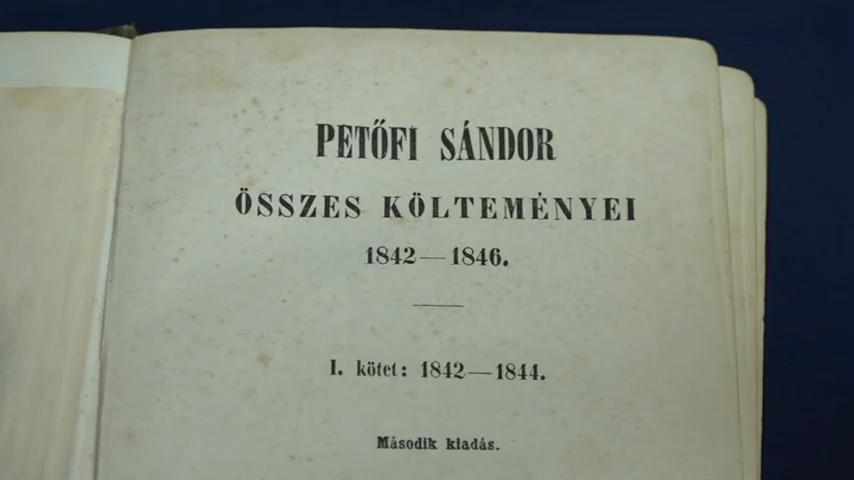 PETŐFI SÁNDOR
ÖSSZES KÖLTEMÉNYEI
1842—1846.
I. kötet: 1842—1844.
Második kiadás.